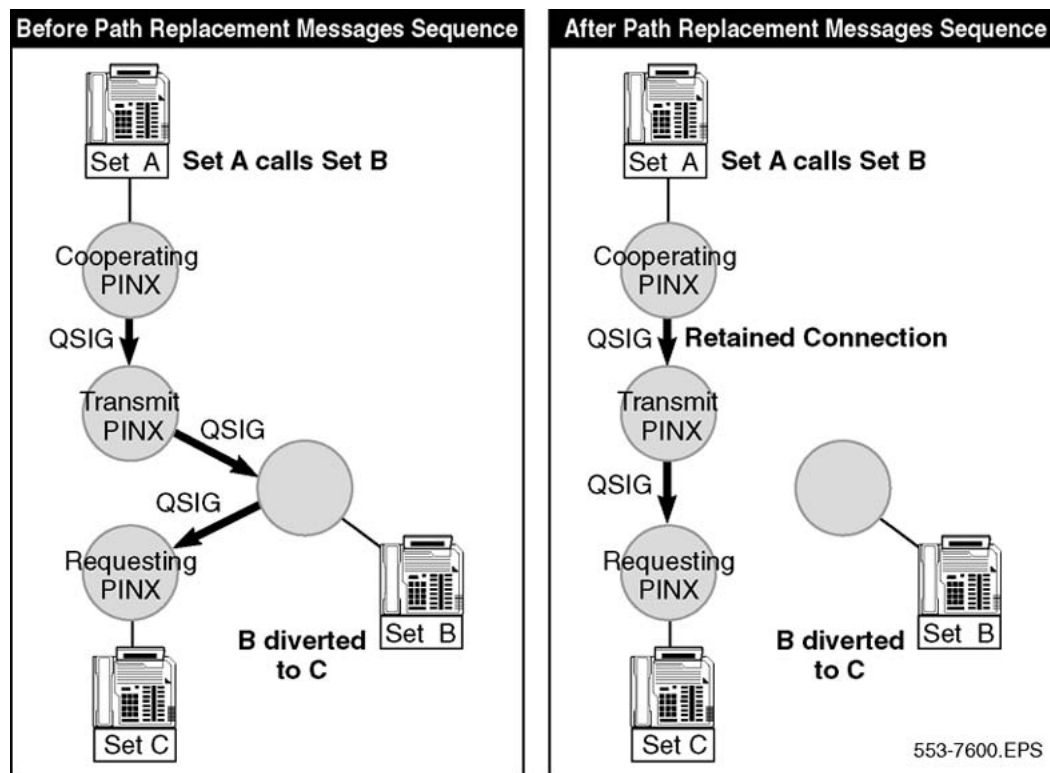 Before Path Replacement Messages Sequence
Set A
Set A calls Set B
Cooperating
PINX
QSIG
Transmit
PINX
QSIG
QSIG
Requesting
PINX
Set B
B diverted
to C
Set C
After Path Replacement Messages Sequence
Set A
Set A calls Set B
Cooperating
PINX
QSIG
Retained Connection
Transmit
PINX
QSIG
Requesting
PINX
Set B
B diverted
to C
Set C
553-7600.EPS